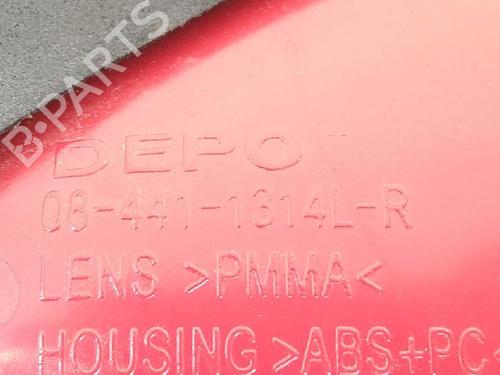 B-PARTS
DEPO
08-441-1314L-R
LENS >PMMA<
HOUSING >ABS+PC<